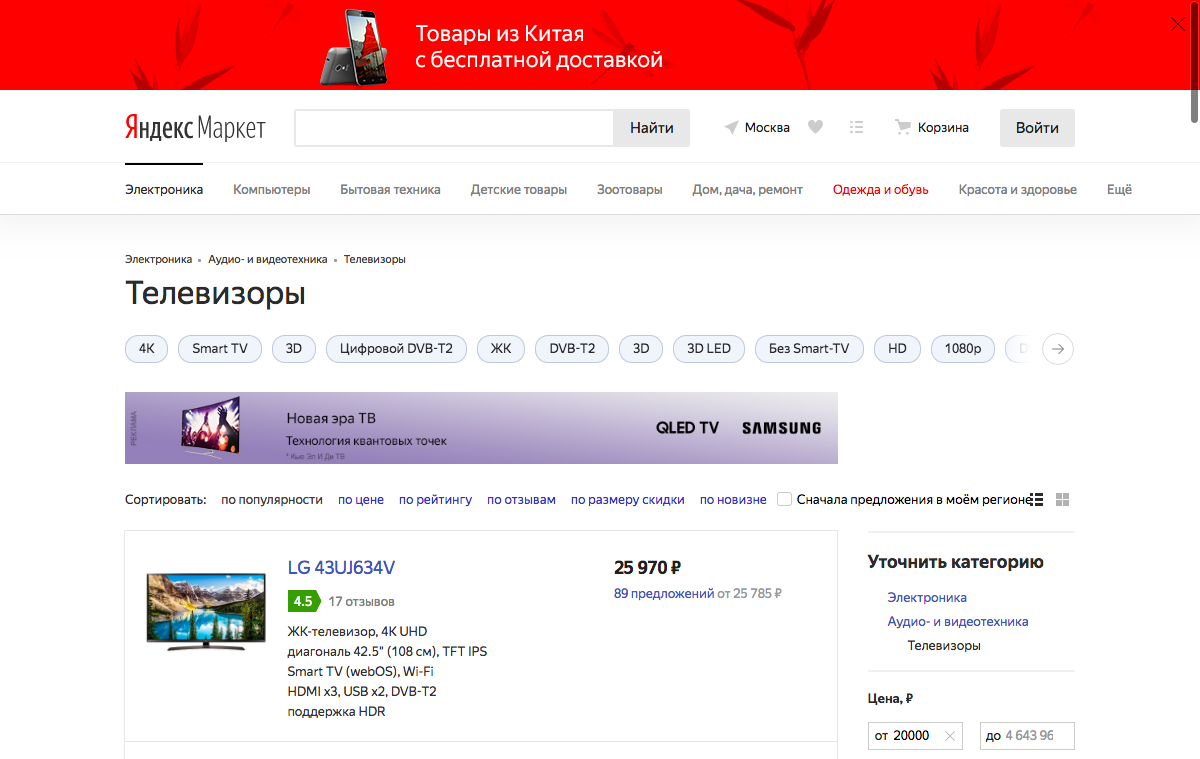 Товары из Китая
с бесплатной доставкой
Яндекс Маркет
Найти
Москва
Корзина
Войти
Электроника
Компьютеры
Бытовая техника
Детские товары
Зоотовары
Дом, дача, ремонт
Одежда и обувь
Красота и здоровье
Ещё
Электроника • Аудио- и видеотехника • Телевизоры
Телевизоры
4K
Smart TV
3D
Цифровой DVB-T2
ЖК
DVB-T2
3D
3D LED
Без Smart-TV
HD
1080p
РЕКЛАМА
Новая эра ТВ
Технология квантовых точек
* Кью Эл И Ди ТВ
QLED TV
SAMSUNG
Сортировать: по популярности по цене по рейтингу по отзывам по размеру скидки по новизне Сначала предложения в моём регионе
LG 43UJ634V
4.5 17 отзывов
ЖК-телевизор, 4K UHD
диагональ 42.5" (108 см), TFT IPS
Smart TV (webOS), Wi-Fi
HDMI x3, USB x2, DVB-T2
поддержка HDR
25 970 ₽
89 предложений от 25 785 ₽
Уточнить категорию
Электроника
Аудио- и видеотехника
Телевизоры
Цена, ₽
от 20000
до 4 643 96